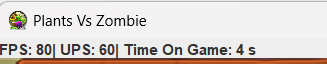 Plants Vs Zombie
FPS: 80| UPS: 60| Time On Game: 4 s